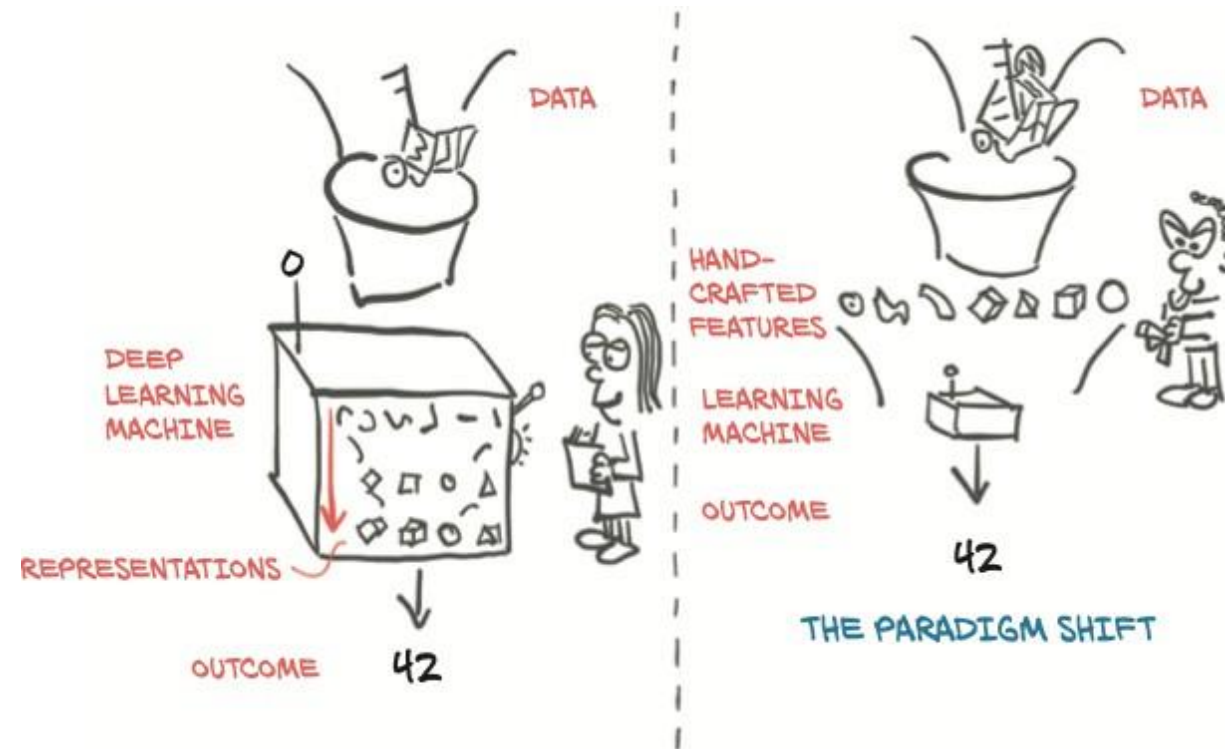 DATA
DEEP
LEARNING
MACHINE
REPRESENTATIONS
OUTCOME
42
DATA
HAND-
CRAFTED
FEATURES
LEARNING
MACHINE
OUTCOME
42
THE PARADIGM SHIFT